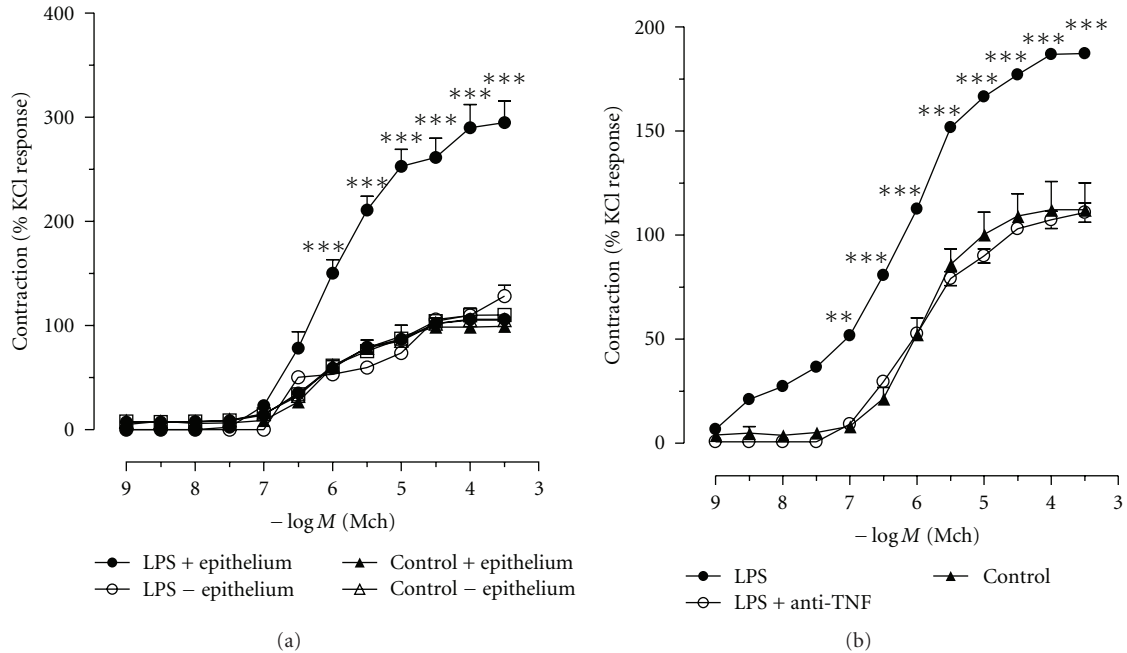 400
300
200
100
0
Contraction (% KCl response)
***
***
***
***
***
***
9 8 7 6 5 4 3
− log M (Mch)
LPS + epithelium
Control + epithelium
LPS − epithelium
Control − epithelium
(a)
200
150
100
50
0
Contraction (% KCl response)
**
***
***
***
***
***
***
***
9 8 7 6 5 4 3
− log M (Mch)
LPS
Control
LPS + anti-TNF
(b)